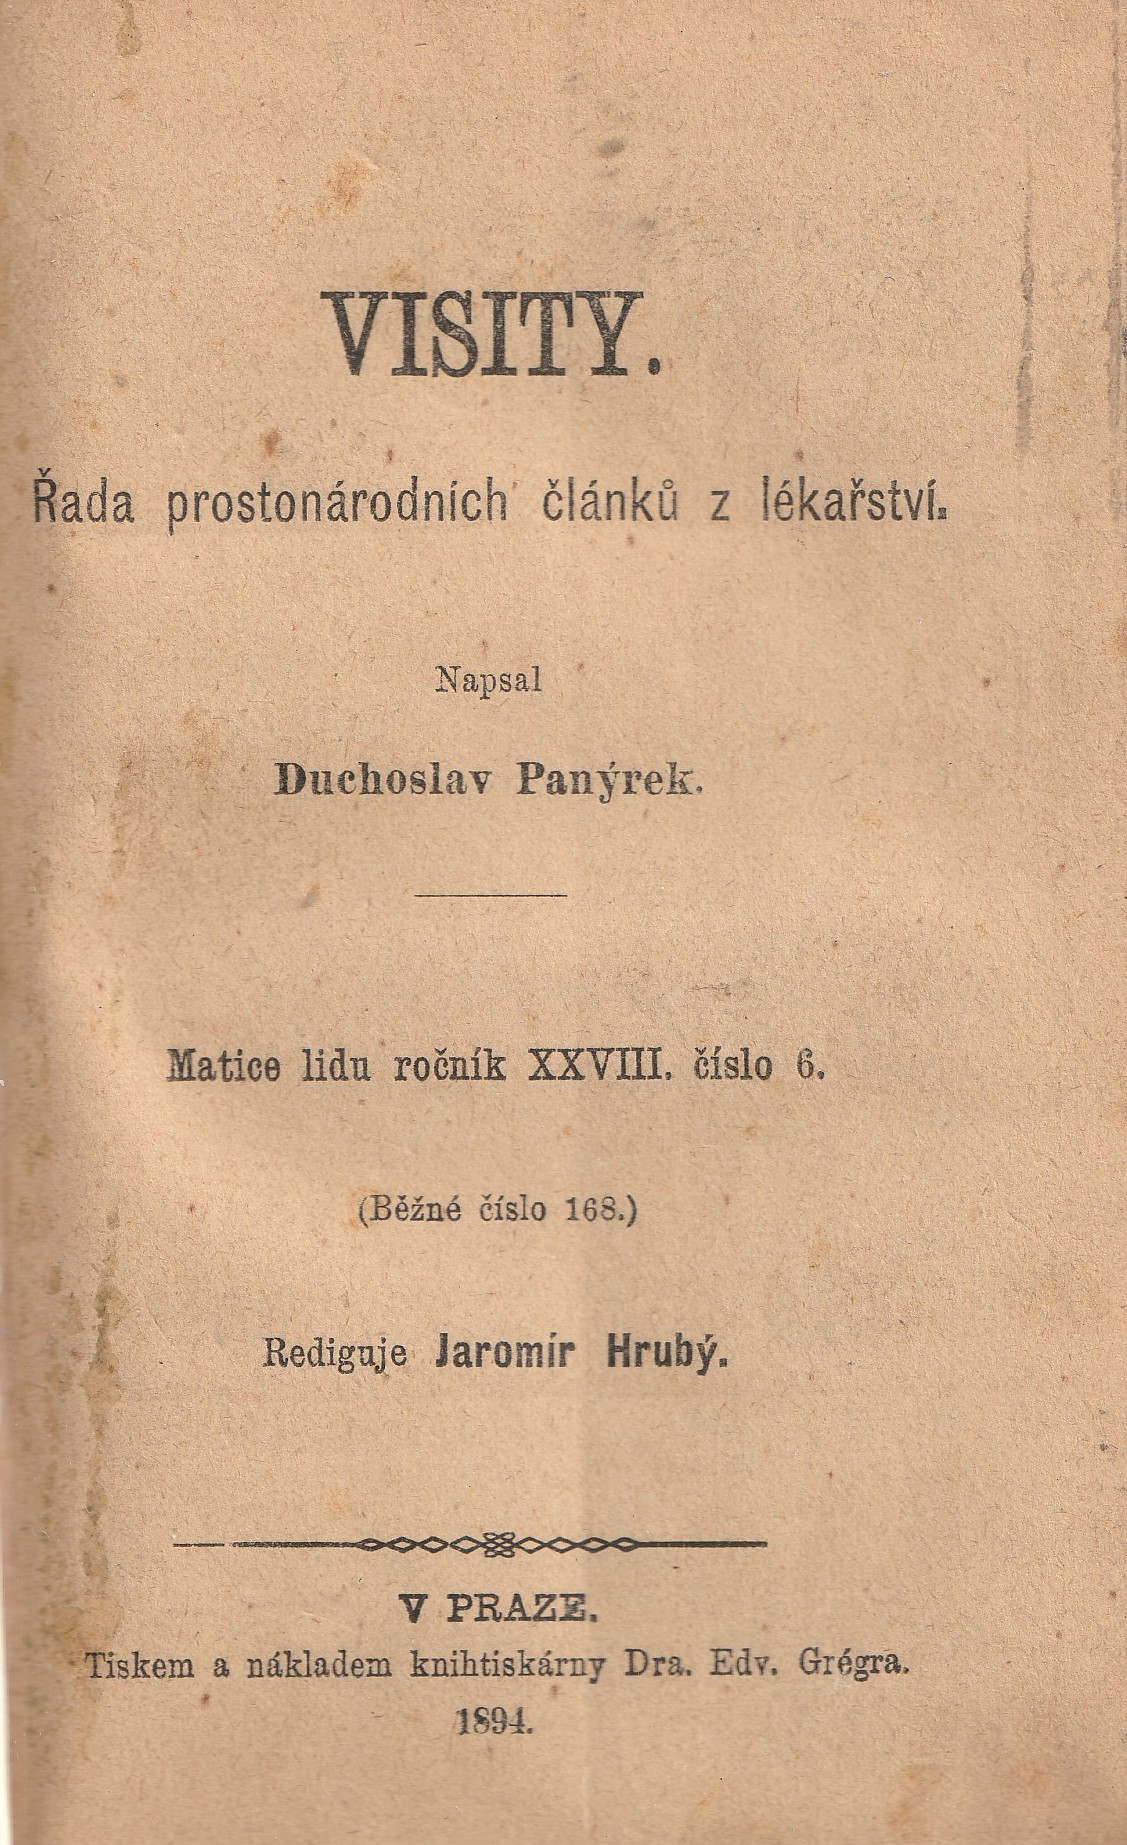 VISITY.
Řada prostonárodních článků z lékařství.
Napsal
Duchoslav Panýrek.
Matice lidu ročník XXVIII. číslo 6.
(Běžné číslo 168.)
Rediguje Jaromír Hrubý.
V PRAZE.
Tiskem a nákladem knihtiskárny Dra. Edv. Grégra.
1894.